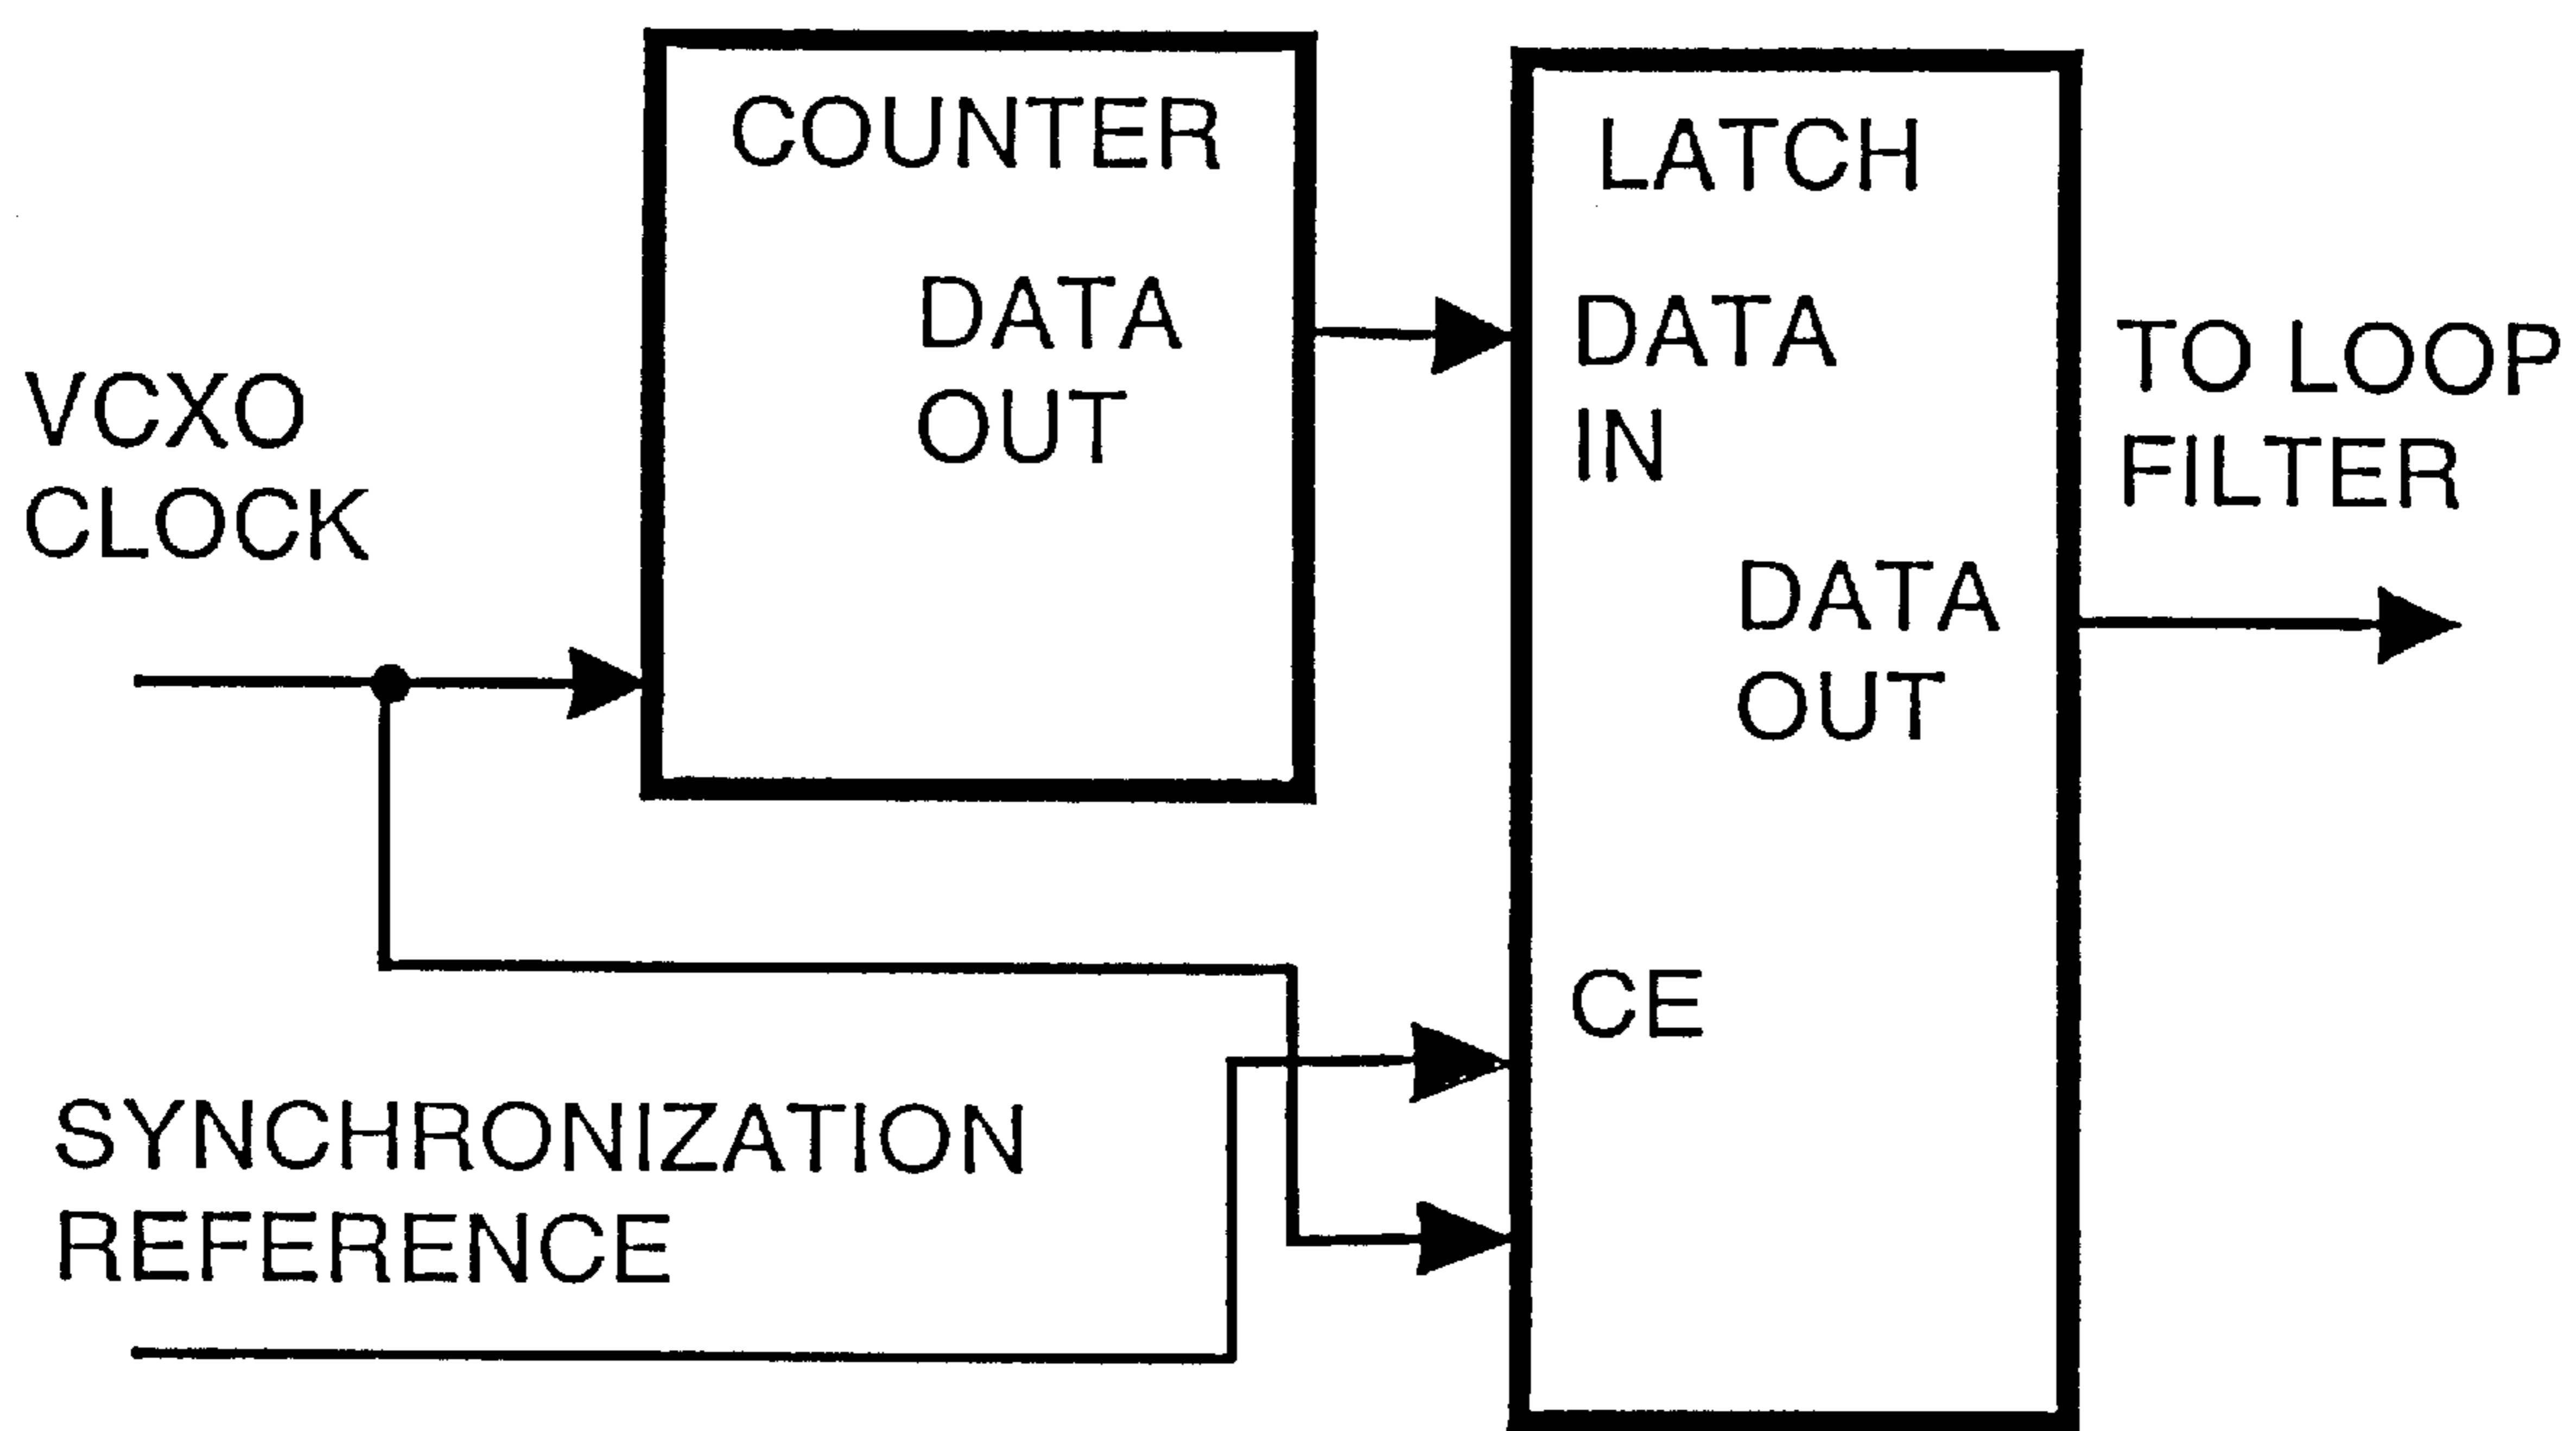 COUNTER
DATA
OUT
LATCH
DATA
IN
DATA
OUT
CE
VCXO
CLOCK
TO LOOP
FILTER
SYNCHRONIZATION
REFERENCE